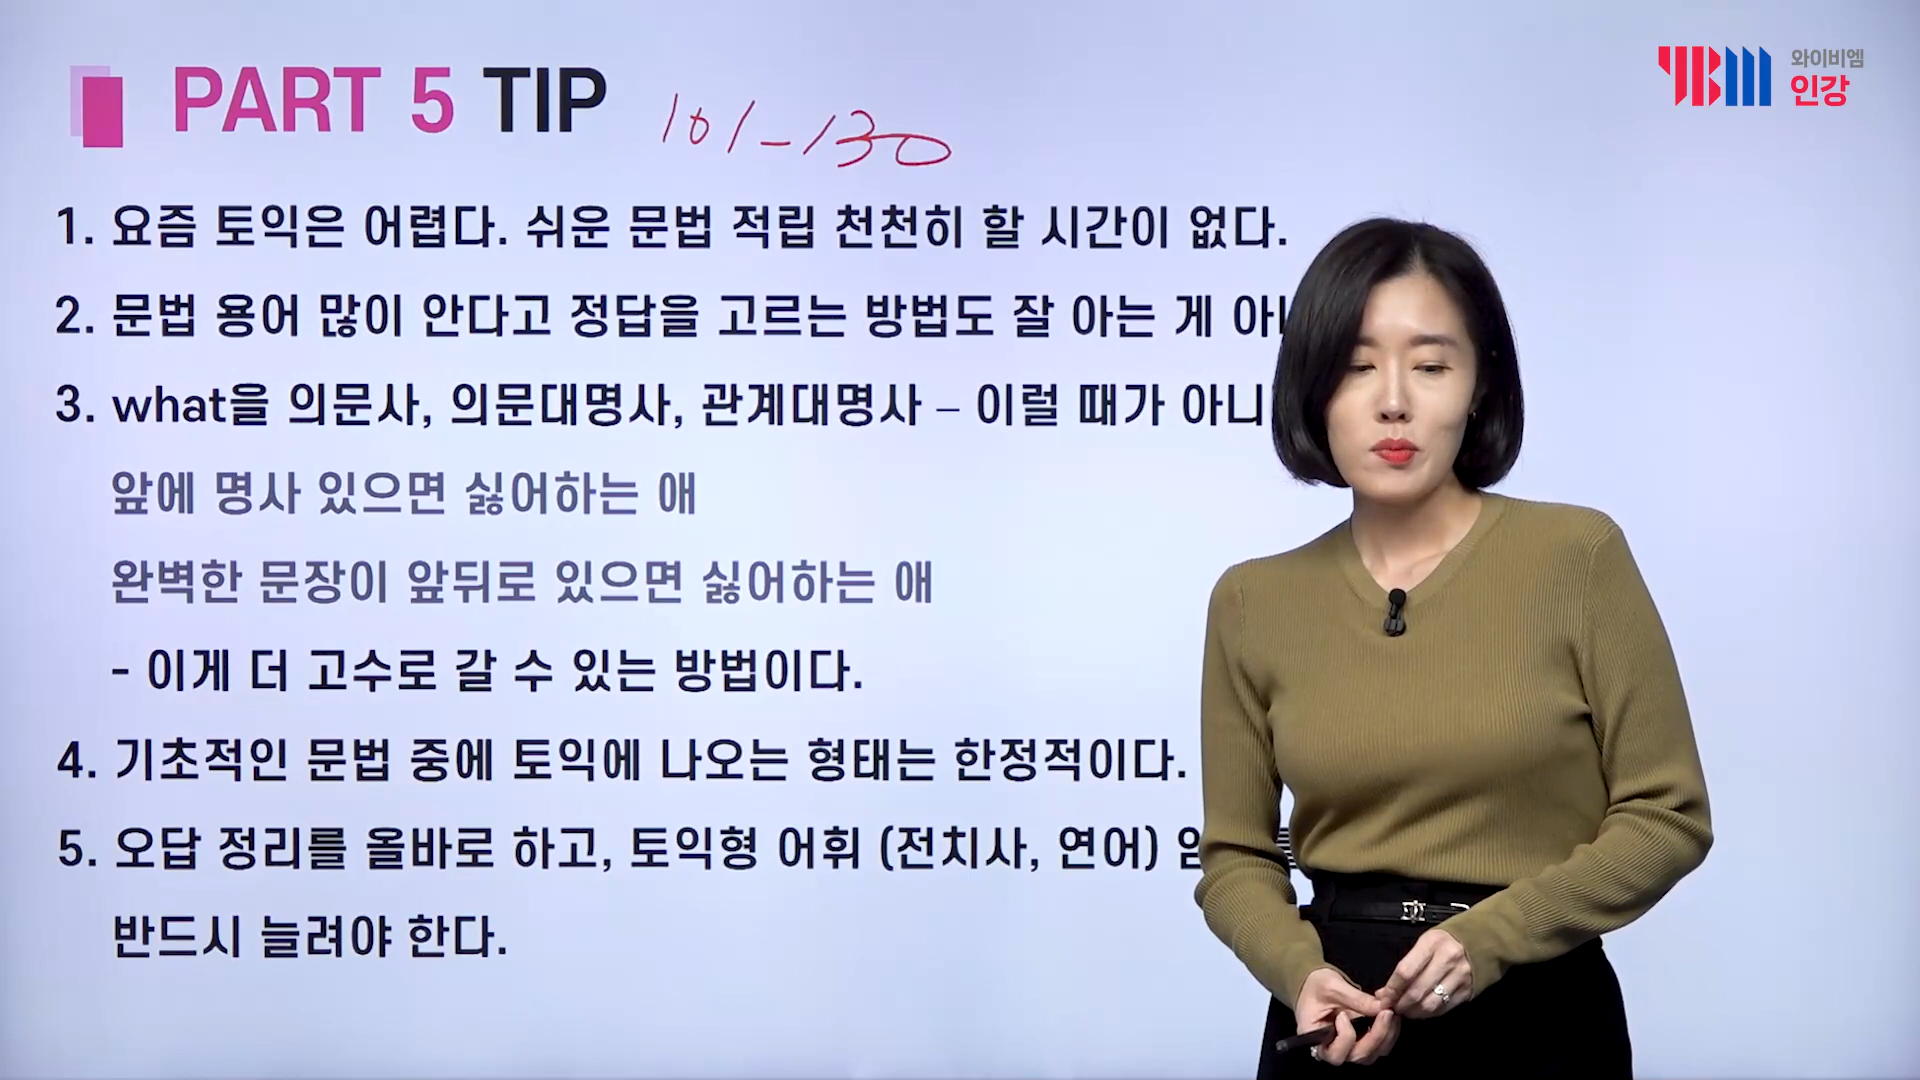 PART 5 TIP 101-130
YBM 와이비엠
인강
1. 요즘 토익은 어렵다. 쉬운 문법 적립 천천히 할 시간이 없다.
2. 문법 용어 많이 안다고 정답을 고르는 방법도 잘 아는 게
3. what을 의문사, 의문대명사, 관계대명사 – 이럴 때가 아니
앞에 명사 있으면 싫어하는 애
완벽한 문장이 앞뒤로 있으면 싫어하는 애
- 이게 더 고수로 갈 수 있는 방법이다.
4. 기초적인 문법 중에 토익에 나오는 형태는 한정적이다.
5. 오답 정리를 올바로 하고, 토익형 어휘 (전치사, 연어)
반드시 늘려야 한다.